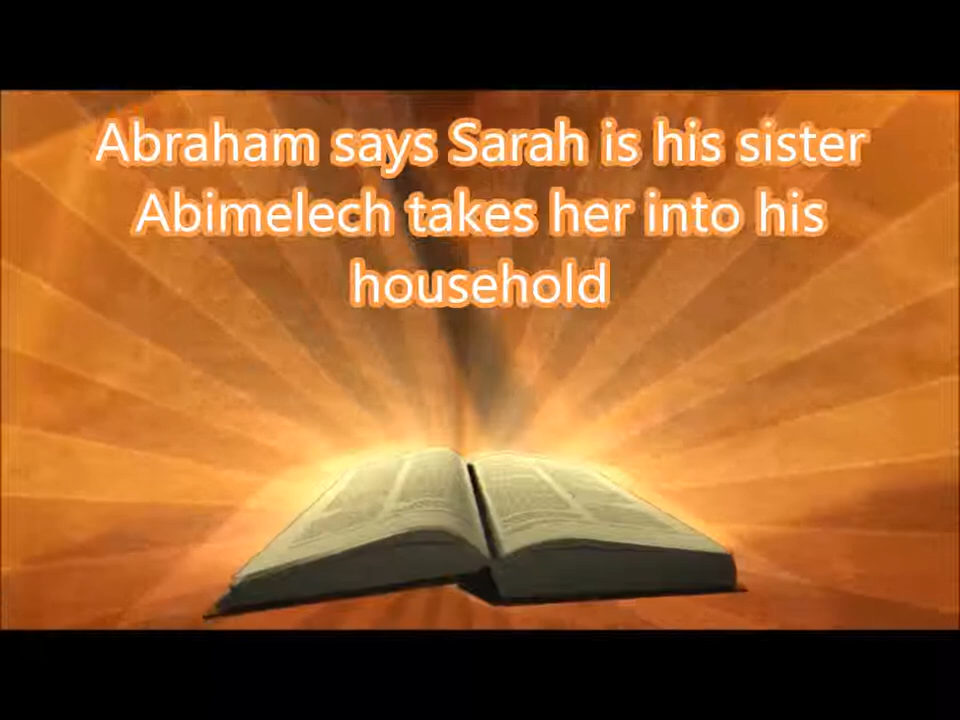 Abraham says Sarah is his sister
Abimelech takes her into his
household